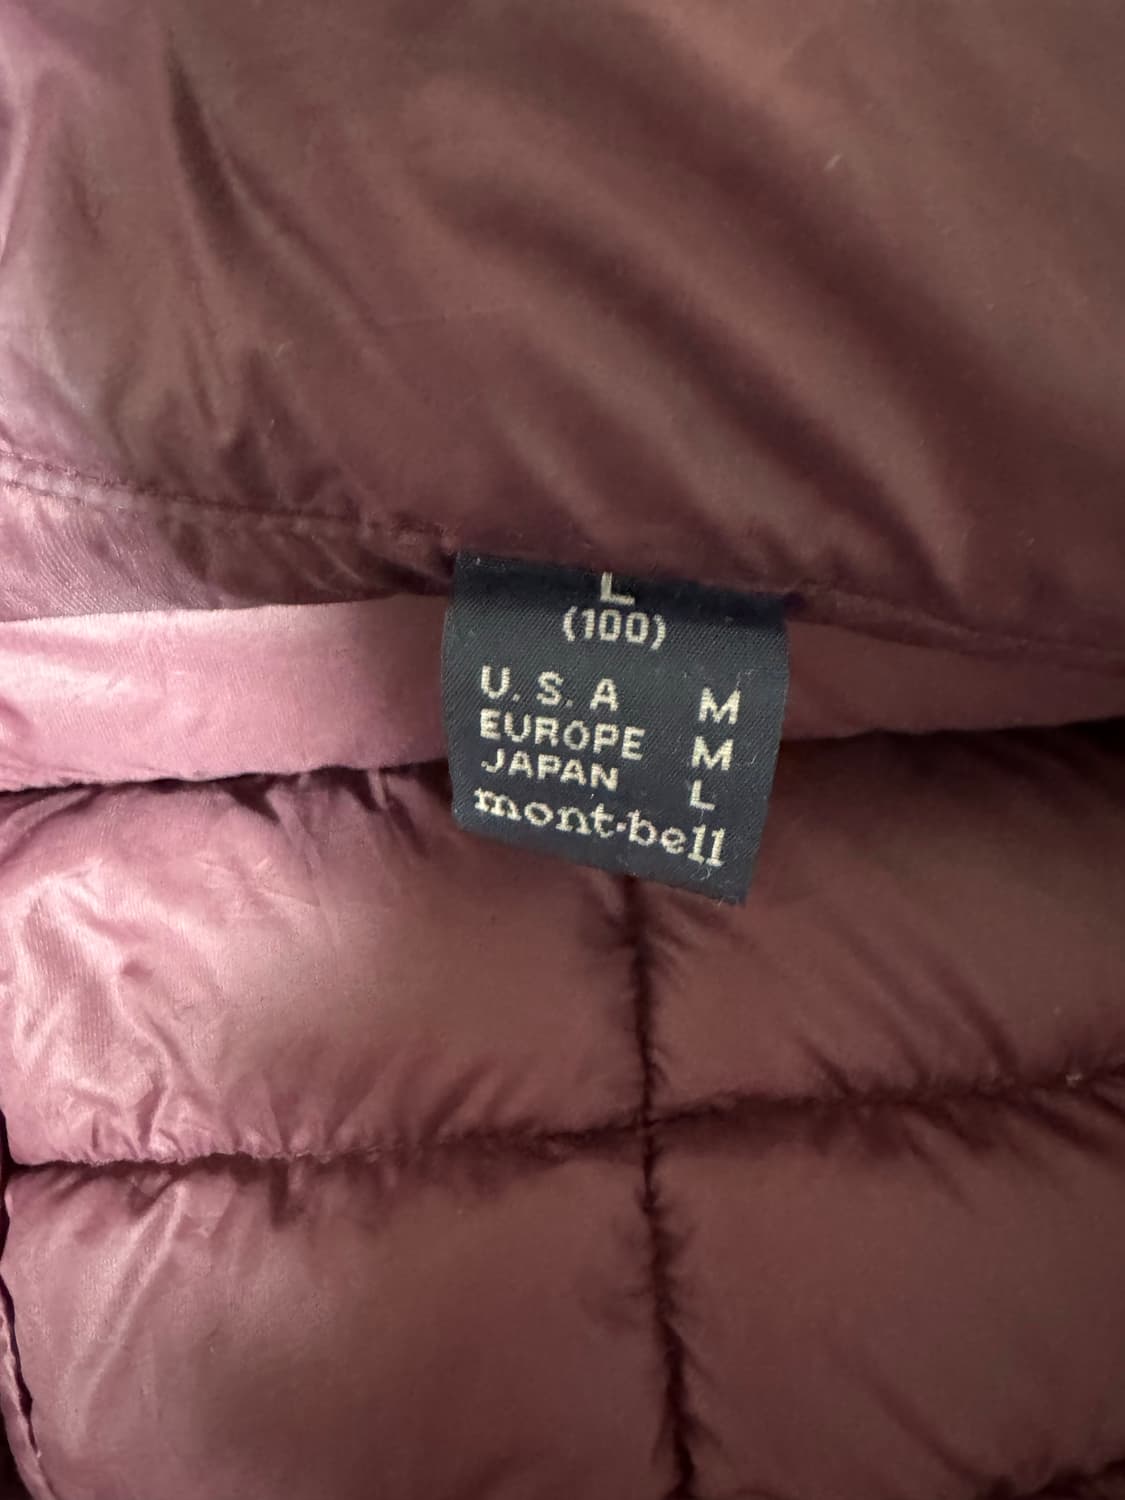 L
(100)
U.S.A M
EUROPE M
JAPAN L
mont-bell